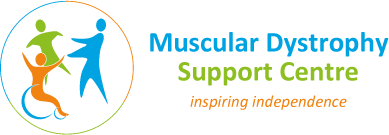 Muscular Dystrophy
Support Centre
inspiring independence